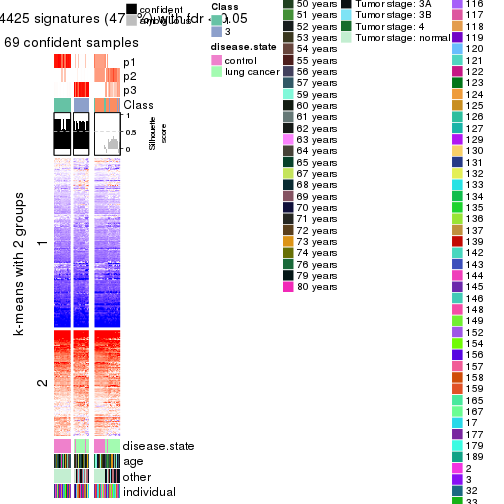 4425 signatures (47.
with fdr < 0.05
confident
69 confident samples
p1
p2
p3
Class
1
0.5
0
Silhouette
score
k-means with 2 groups
1
2
disease.state
age
other
individual
Class
3
disease.state
control
lung cancer
50 years
51 years
52 years
53 years
54 years
55 years
56 years
57 years
59 years
60 years
61 years
62 years
63 years
64 years
65 years
67 years
68 years
69 years
70 years
71 years
72 years
73 years
74 years
76 years
79 years
80 years
Tumor stage: 3A
Tumor stage: 3B
Tumor stage: 4
Tumor stage: normal
116
117
118
119
120
121
122
123
124
125
126
127
129
130
131
132
133
134
135
136
137
139
142
143
144
145
146
148
149
152
154
156
157
158
159
165
167
17
177
179
189
2
3
32
33